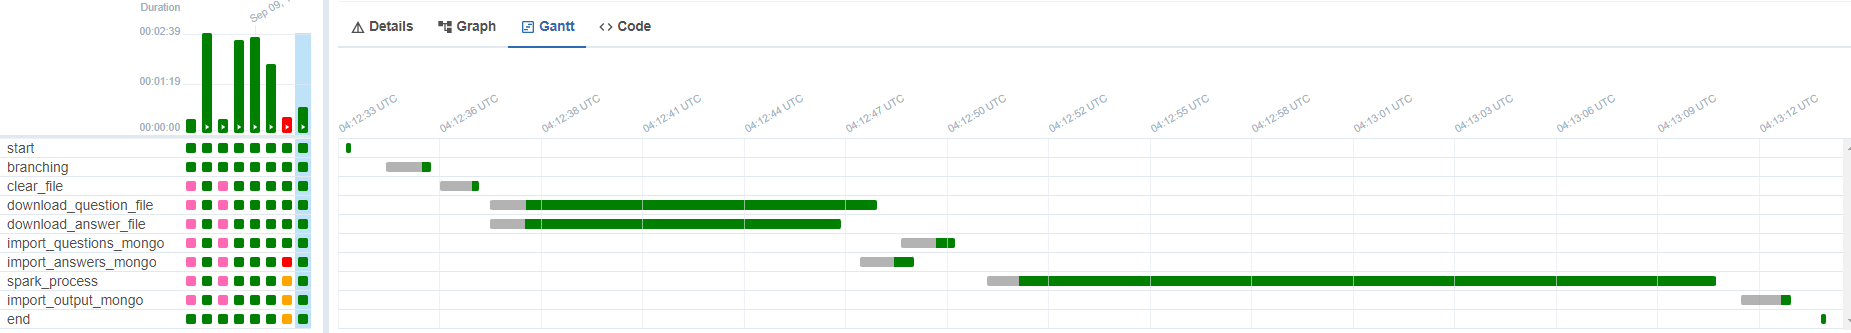 Duration
Sep 09,
00:02:39
00:01:19
00:00:00
Details Graph Gantt Code
04:12:33 UTC 04:12:36 UTC 04:12:38 UTC 04:12:41 UTC 04:12:44 UTC 04:12:47 UTC 04:12:50 UTC 04:12:52 UTC 04:12:55 UTC 04:12:58 UTC 04:13:01 UTC 04:13:03 UTC 04:13:06 UTC 04:13:09 UTC 04:13:12 UTC
start
branching
clear_file
download_question_file
download_answer_file
import_questions_mongo
import_answers_mongo
spark_process
import_output_mongo
end